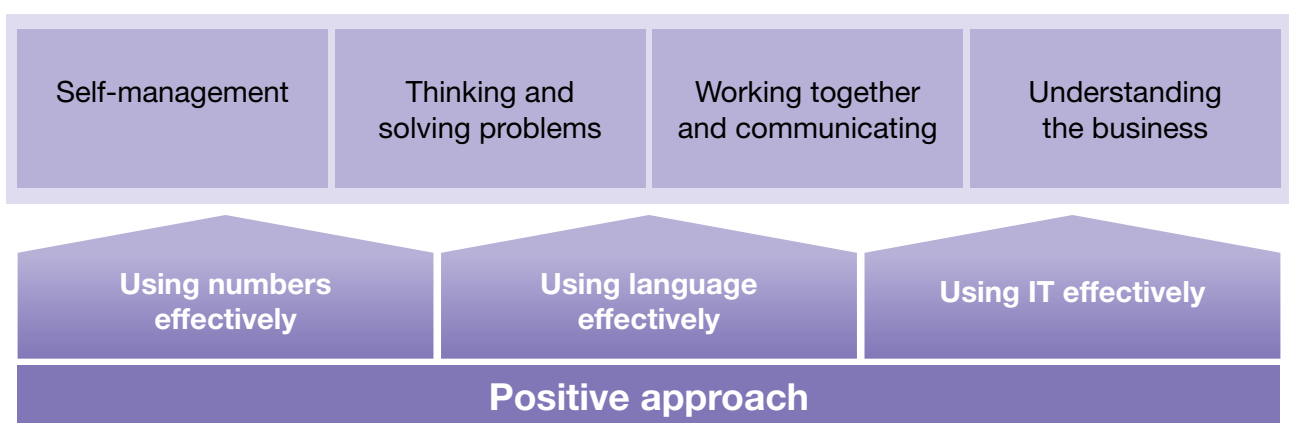 Self-management
Thinking and
solving problems
Working together
and communicating
Understanding
the business
Using numbers
effectively
Using language
effectively
Using IT effectively
Positive approach